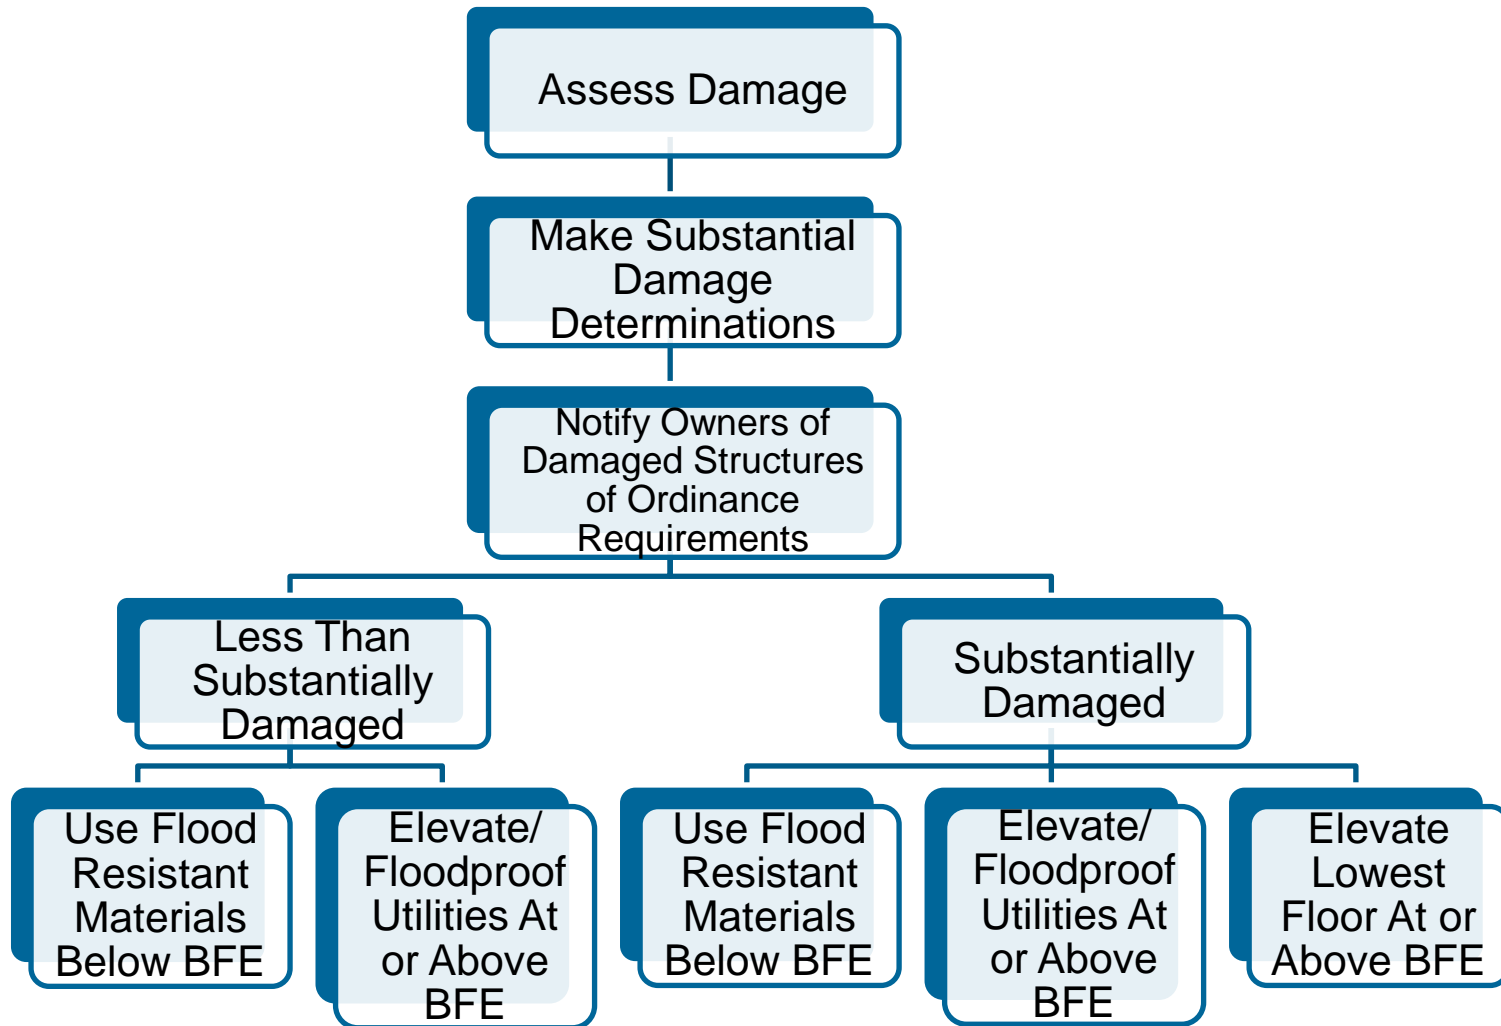 Assess Damage
Make Substantial
Damage
Determinations
Notify Owners of
Damaged Structures
of Ordinance
Requirements
Less Than
Substantially
Damaged
Substantially
Damaged
Use Flood
Resistant
Materials
Below BFE
Elevate/
Floodproof
Utilities At
or Above
BFE
Use Flood
Resistant
Materials
Below BFE
Elevate/
Floodproof
Utilities At
or Above
BFE
Elevate
Lowest
Floor At or
Above BFE